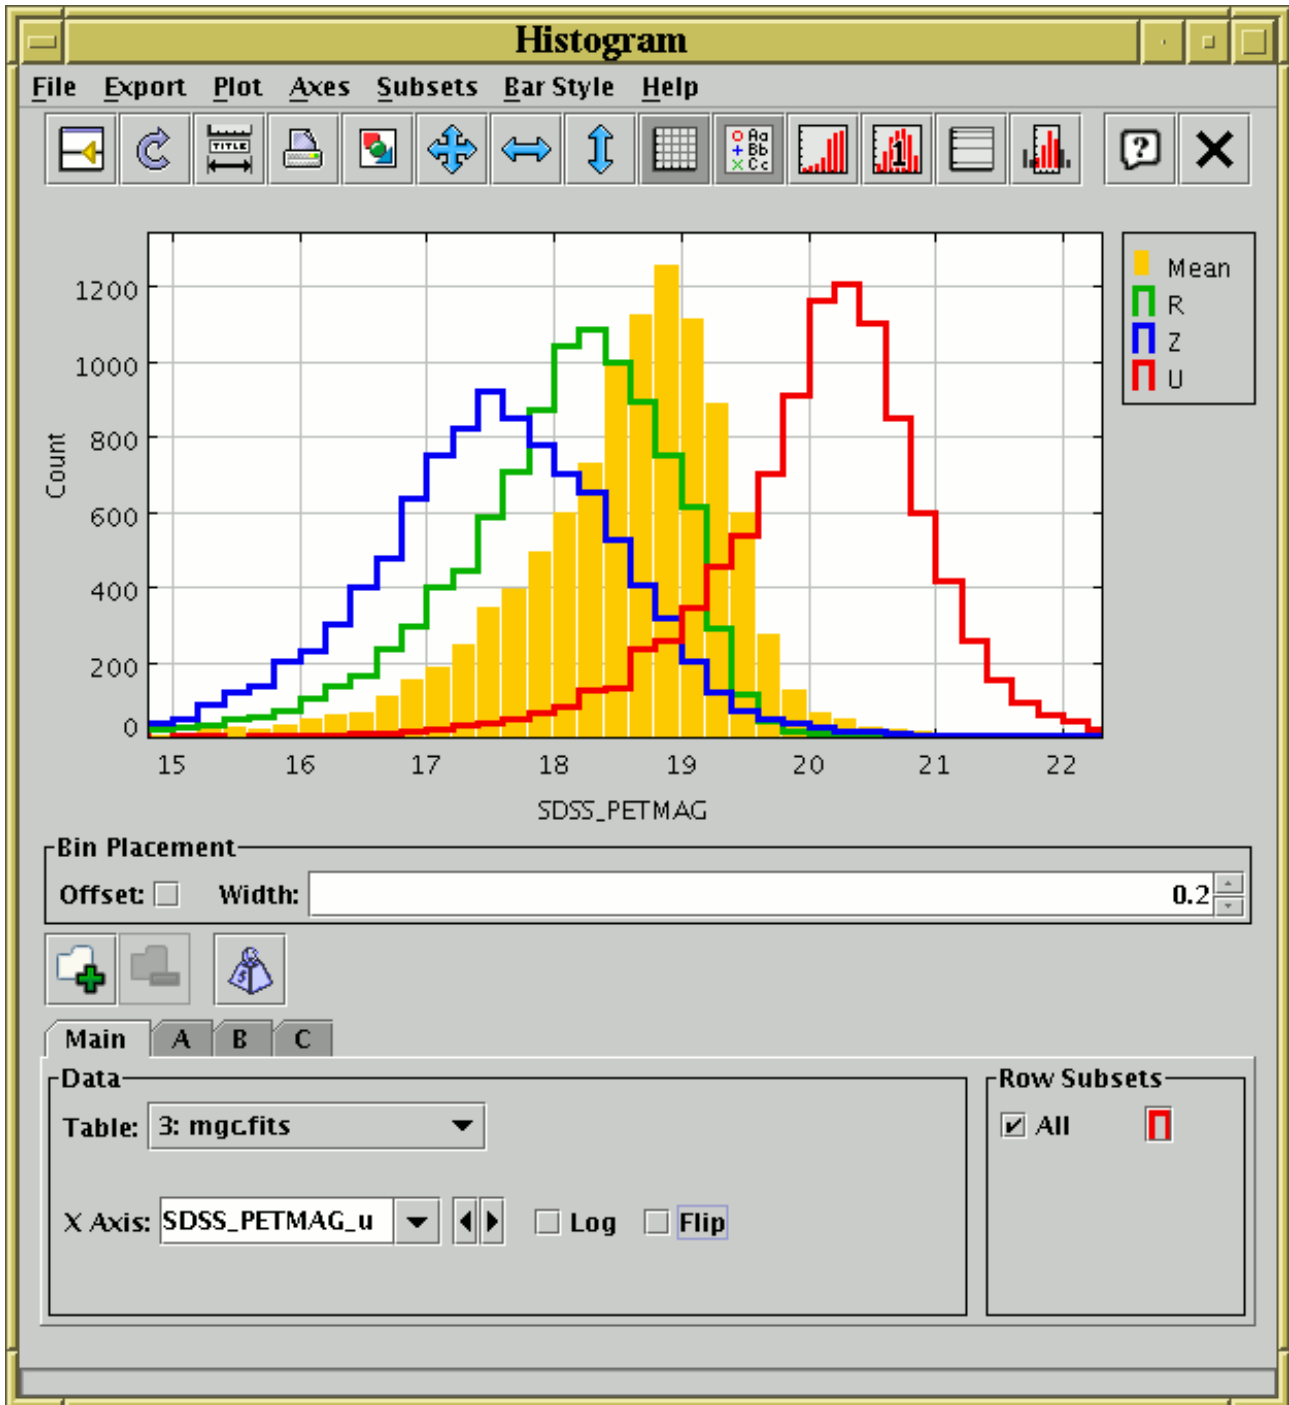 Histogram
File Export Plot Axes Subsets Bar Style Help
TITLE Aa Bb Cc 1 ?
1200
1000
800
600
400
200
0
Count
15 16 17 18 19 20 21 22
SDSS_PETMAG
Mean
R
Z
U
Bin Placement
Offset: Width: 0.2
Main A B C
Data
Table: 3: mgc.fits
X Axis: SDSS_PETMAG_u Log Flip
Row Subsets
All